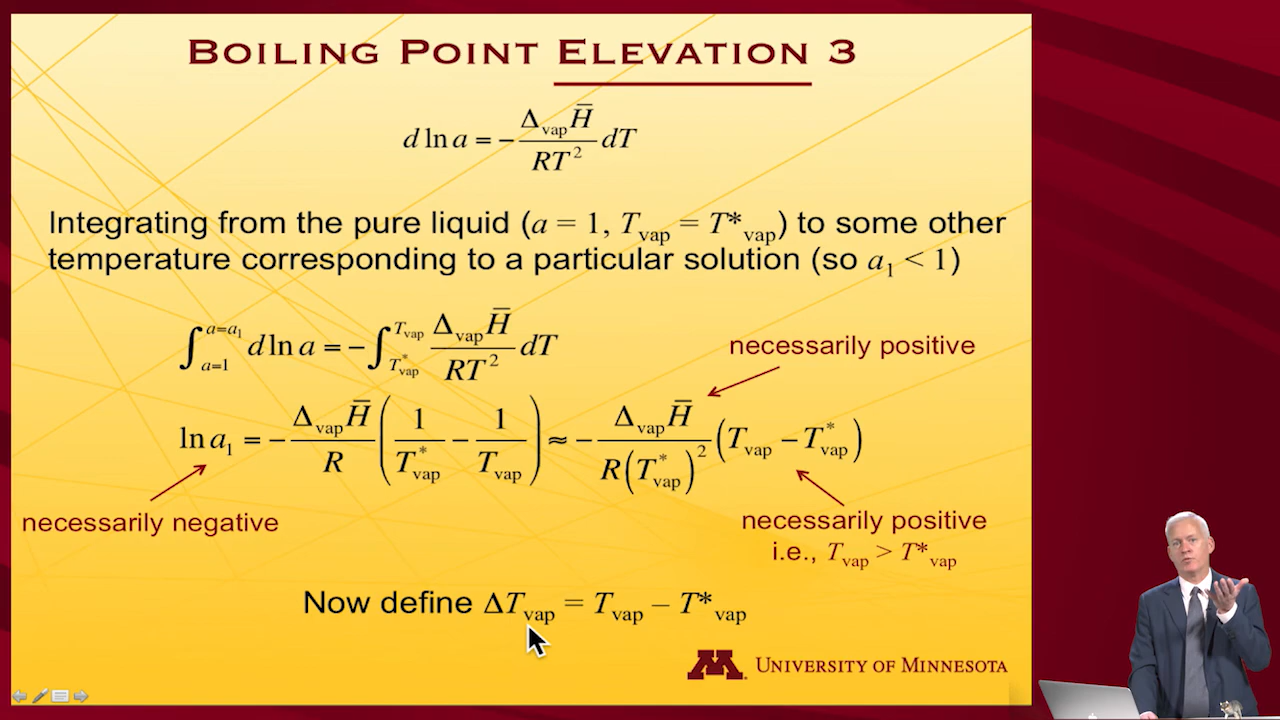 BOILING POINT ELEVATION 3
d ln a = − Δ_vap H̅ / RT² dT
Integrating from the pure liquid (a = 1, T_vap = T*_vap) to some other
temperature corresponding to a particular solution (so a₁ < 1)
∫_{a=1}^{a=a₁} d ln a = − ∫_{T*_vap}^{T_vap} Δ_vap H̅ / RT² dT
necessarily positive
ln a₁ = − Δ_vap H̅ / R (1 / T*_vap − 1 / T_vap) ≈ − Δ_vap H̅ / R(T*_vap)² (T_vap − T*_vap)
necessarily negative
necessarily positive
i.e., T_vap > T*_vap
Now define ΔT_vap = T_vap − T*_vap
M UNIVERSITY OF MINNESOTA